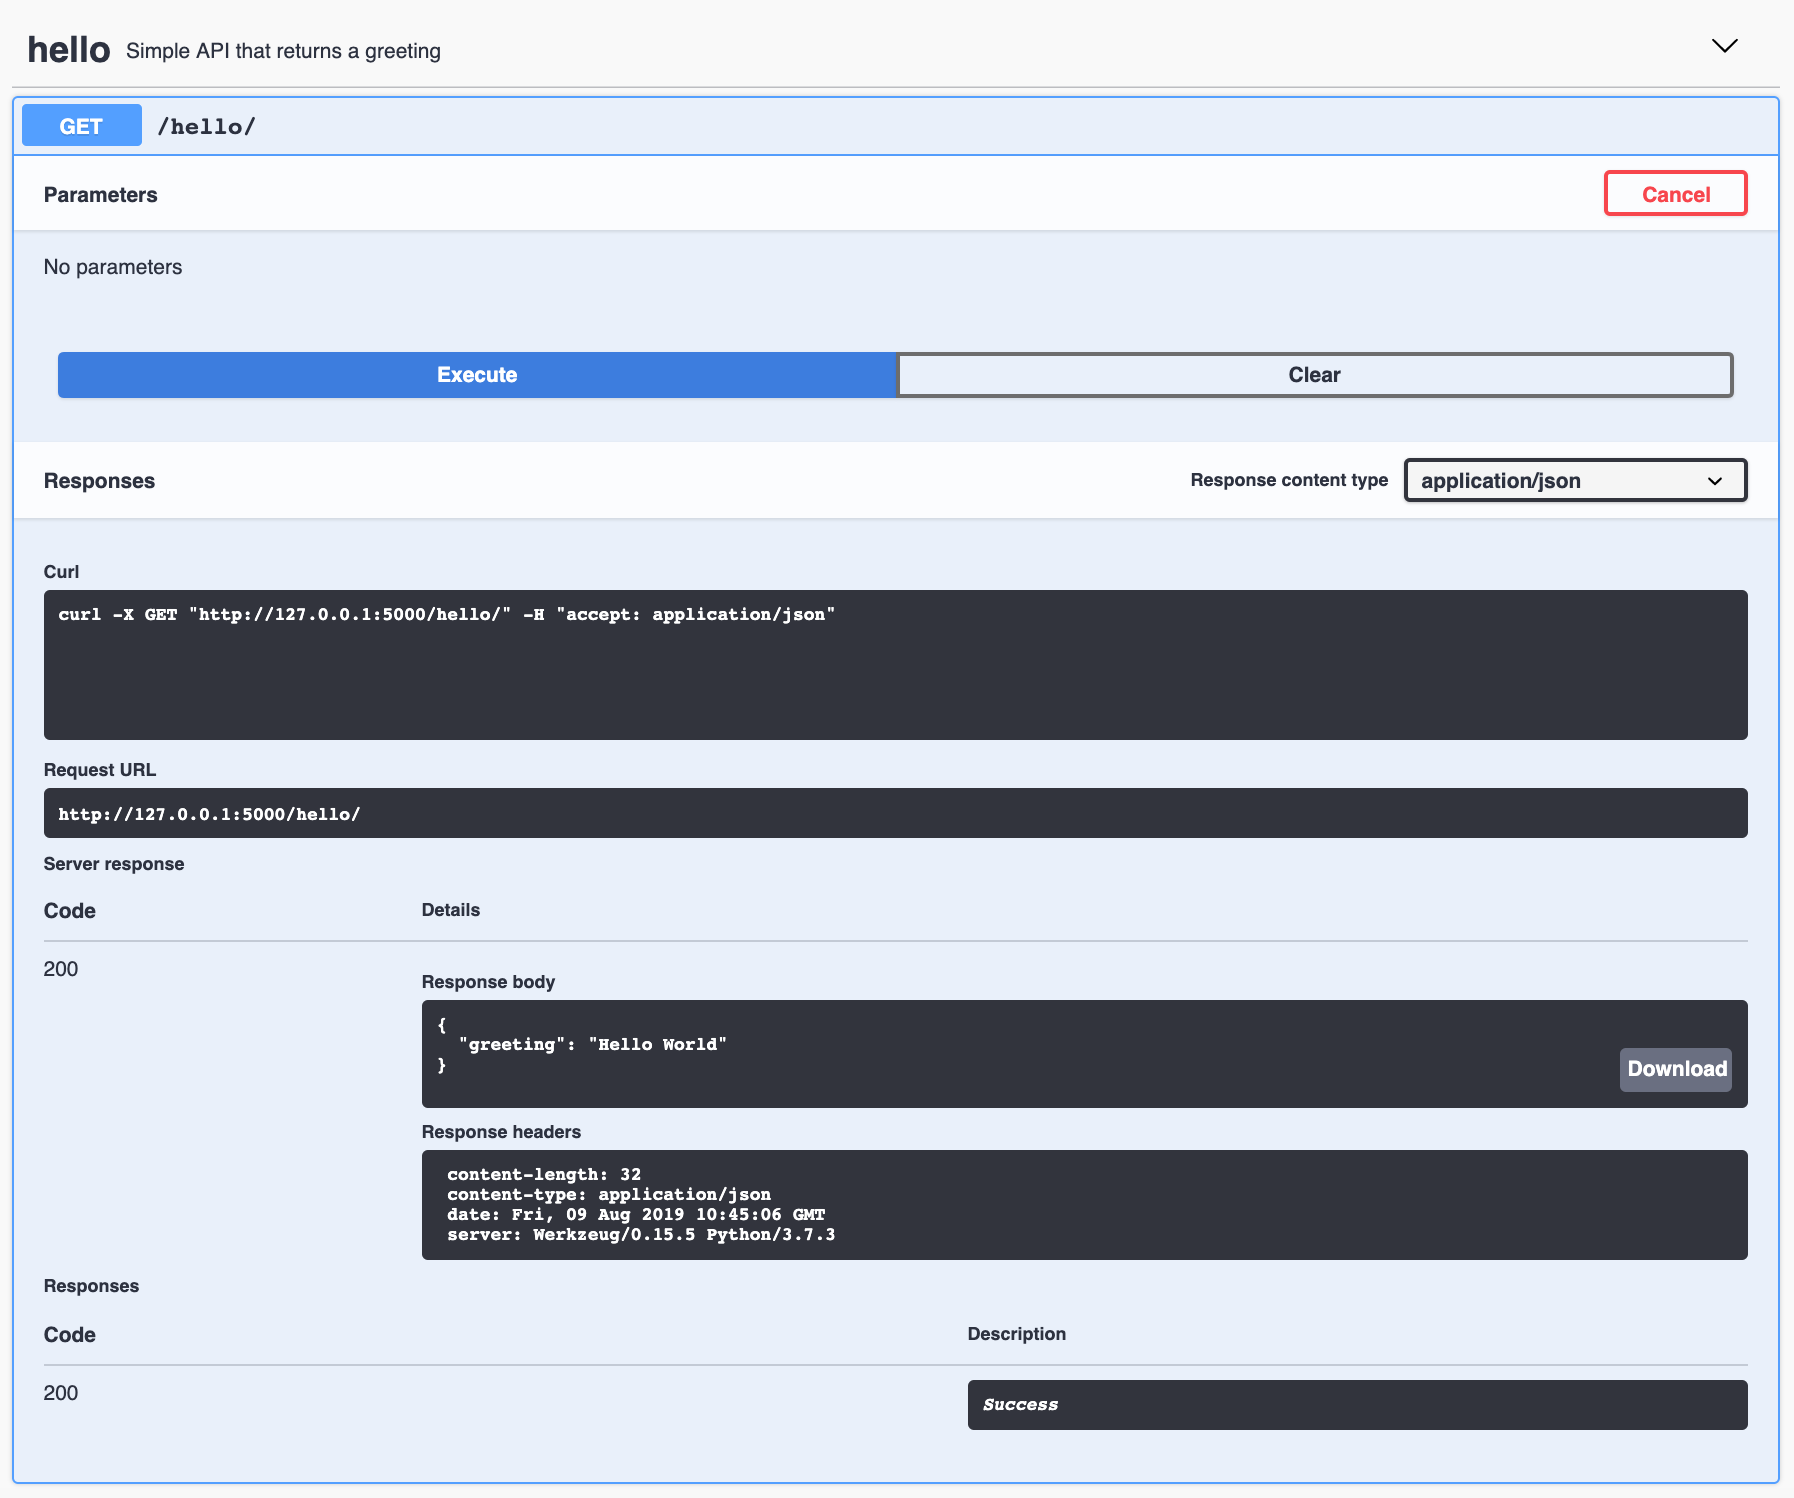 hello Simple API that returns a greeting
GET /hello/
Parameters Cancel
No parameters
Execute Clear
Responses Response content type application/json
Curl
curl -X GET "http://127.0.0.1:5000/hello/" -H "accept: application/json"
Request URL
http://127.0.0.1:5000/hello/
Server response
Code Details
200
Response body
{
  "greeting": "Hello World"
}
Download
Response headers
content-length: 32
content-type: application/json
date: Fri, 09 Aug 2019 10:45:06 GMT
server: Werkzeug/0.15.5 Python/3.7.3
Responses
Code Description
200 Success